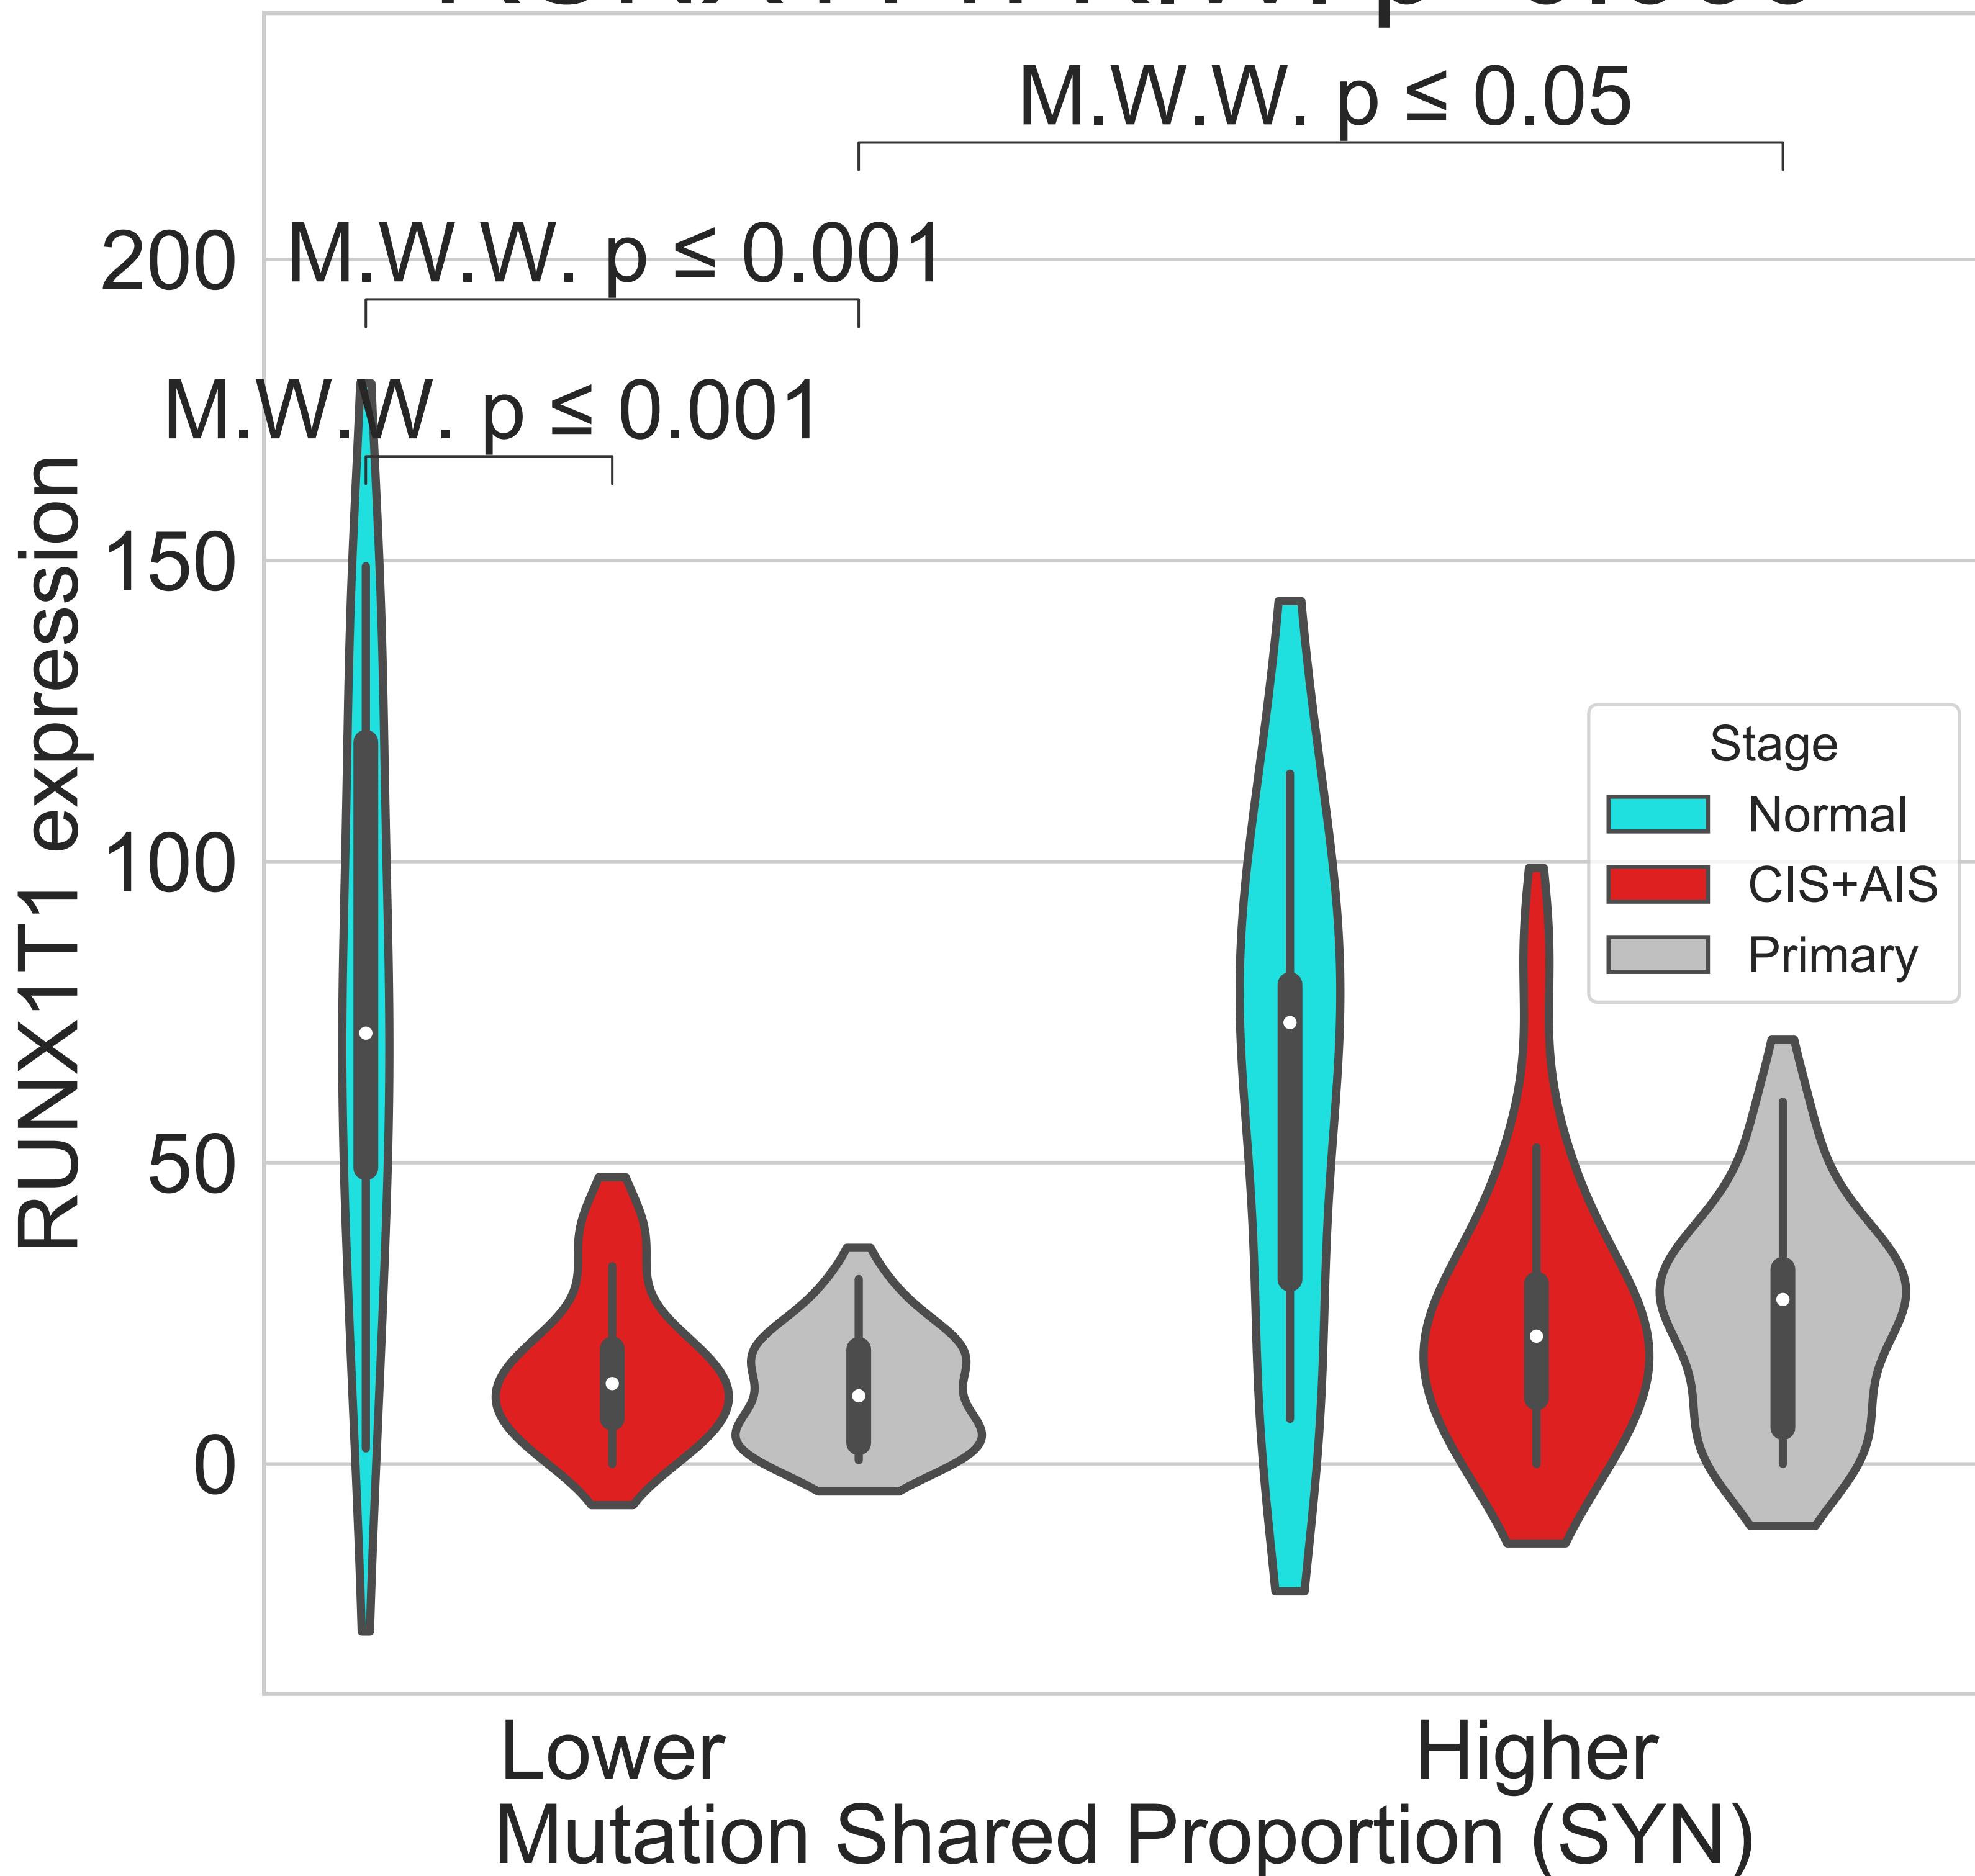 M.W.W. p ≤ 0.05
M.W.W. p ≤ 0.001
M.W.W. p ≤ 0.001
200
150
100
50
0
RUNX1T1 expression
Stage
Normal
CIS+AIS
Primary
Lower
Higher
Mutation Shared Proportion (SYN)